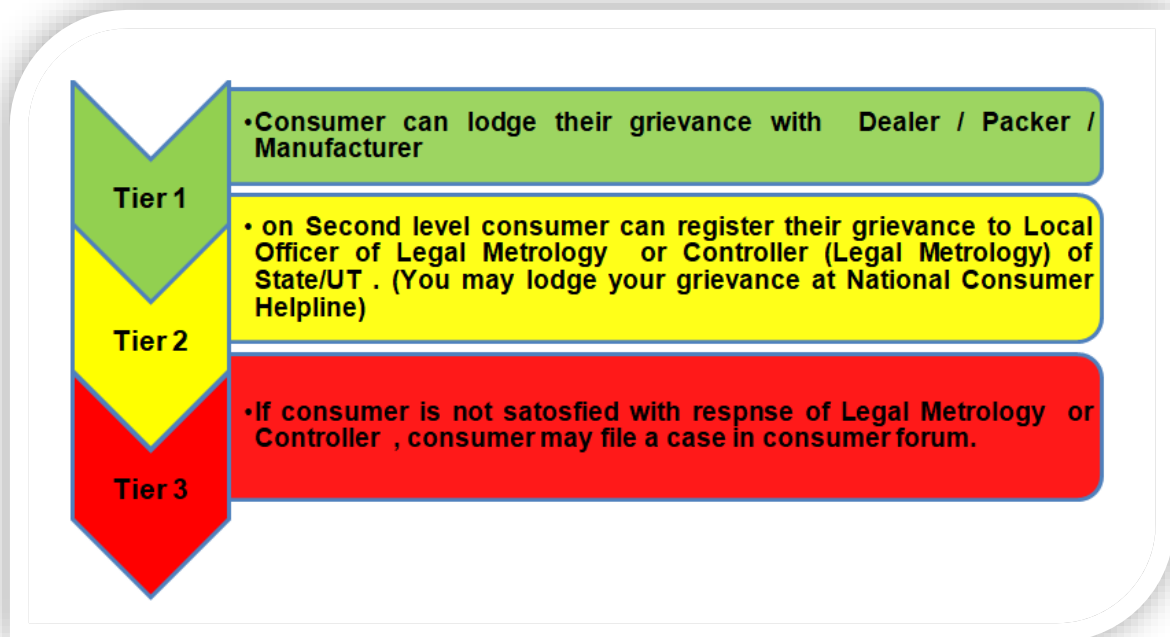 Tier 1
•Consumer can lodge their grievance with Dealer / Packer /
Manufacturer
Tier 2
• on Second level consumer can register their grievance to Local
Officer of Legal Metrology or Controller (Legal Metrology) of
State/UT . (You may lodge your grievance at National Consumer
Helpline)
Tier 3
•If consumer is not satosfied with respnse of Legal Metrology or
Controller , consumer may file a case in consumer forum.